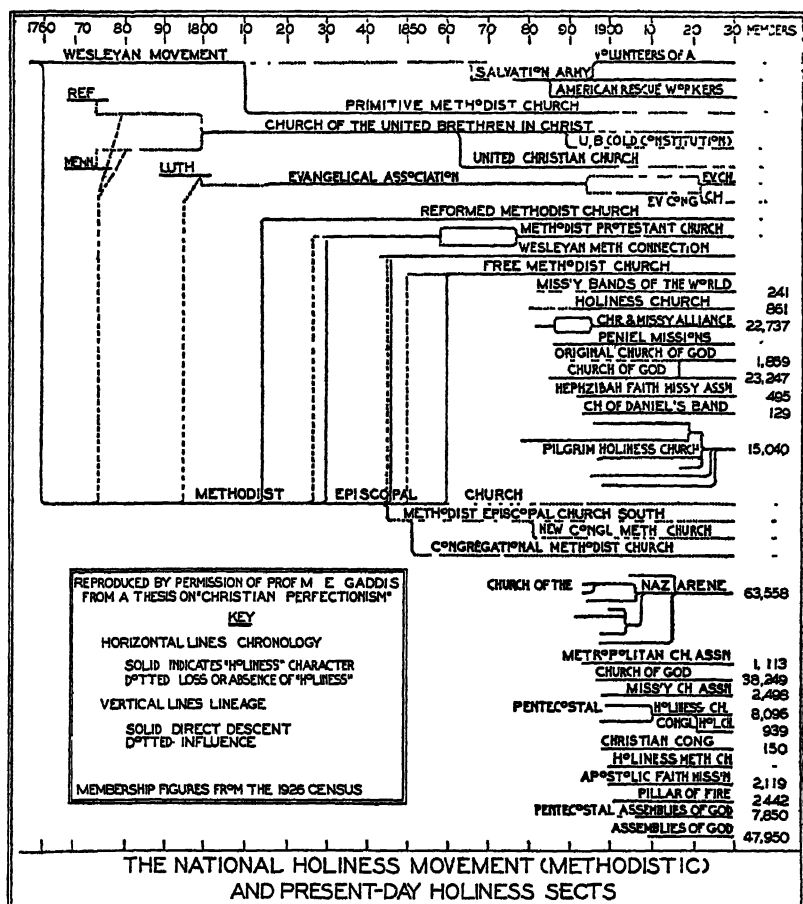 1760 70 80 90 1800 10 20 30 40 1850 60 70 80 90 1900 10 20 30 MEMBERS
WESLEYAN MOVEMENT
VOLUNTEERS OF A
SALVATION ARMY
AMERICAN RESCUE WORKERS
REF
PRIMITIVE METHODIST CHURCH
CHURCH OF THE UNITED BRETHREN IN CHRIST
U, B (OLD CONSTITUTION)
MENN.
LUTH
UNITED CHRISTIAN CHURCH
EVANGELICAL ASSOCIATION
EV.CH
EV CONG CH
REFORMED METHODIST CHURCH
METHODIST PROTESTANT CHURCH
WESLEYAN METH CONNECTION
FREE METHODIST CHURCH
MISS'Y BANDS OF THE WORLD 241
HOLINESS CHURCH 861
CHR & MISSY ALLIANCE 22,737
PENIEL MISSIONS
ORIGINAL CHURCH OF GOD 1,869
CHURCH OF GOD 23,247
HEPHZIBAH FAITH MISSY ASSN 495
CH OF DANIEL'S BAND 129
PILGRIM HOLINESS CHURCH 15,040
METHODIST EPISCOPAL CHURCH
METHODIST EPISCOPAL CHURCH SOUTH
NEW CONGL METH CHURCH
CONGREGATIONAL METHODIST CHURCH
CHURCH OF THE NAZARENE 63,558
REPRODUCED BY PERMISSION OF PROF M E GADDIS
FROM A THESIS ON "CHRISTIAN PERFECTIONISM"
KEY
HORIZONTAL LINES CHRONOLOGY
SOLID INDICATES "HOLINESS" CHARACTER
DOTTED LOSS OR ABSENCE OF "HOLINESS"
VERTICAL LINES LINEAGE
SOLID DIRECT DESCENT
DOTTED INFLUENCE
MEMBERSHIP FIGURES FROM THE 1926 CENSUS
METROPOLITAN CH. ASSN 1,113
CHURCH OF GOD 38,249
MISS'Y CH ASSN 2,498
PENTECOSTAL HOLINESS CH. 8,096
CONGL HOL.CH. 939
CHRISTIAN CONG 150
HOLINESS METH CH -
APOSTOLIC FAITH MISS'N 2,119
PILLAR OF FIRE 2442
PENTECOSTAL ASSEMBLIES OF GOD 7,850
ASSEMBLIES OF GOD 47,950
THE NATIONAL HOLINESS MOVEMENT (METHODISTIC)
AND PRESENT-DAY HOLINESS SECTS